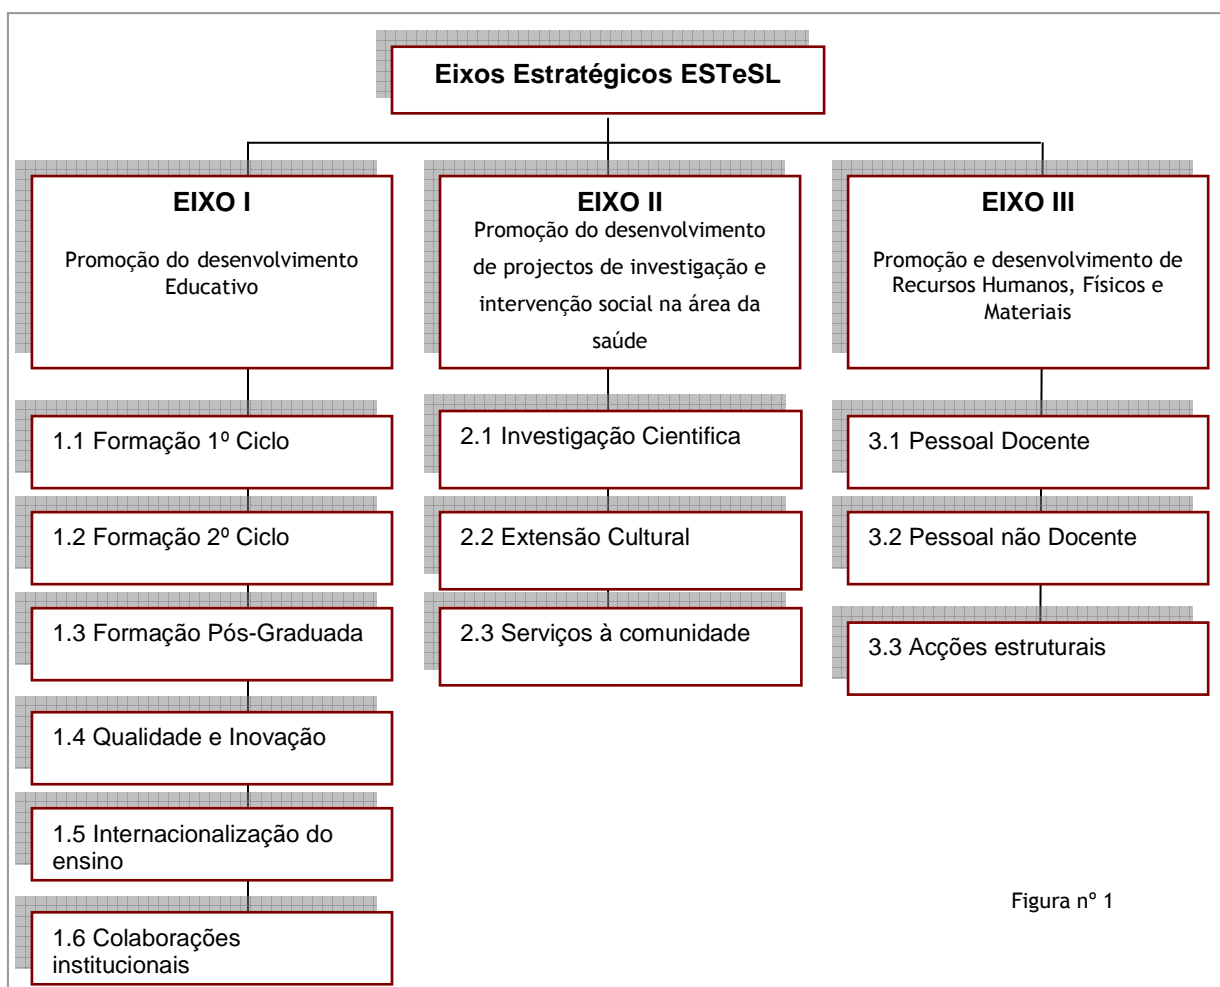 Eixos Estratégicos ESTeSL
EIXO I
Promoção do desenvolvimento
Educativo
1.1 Formação 1º Ciclo
1.2 Formação 2º Ciclo
1.3 Formação Pós-Graduada
1.4 Qualidade e Inovação
1.5 Internacionalização do
ensino
1.6 Colaborações
institucionais
EIXO II
Promoção do desenvolvimento
de projectos de investigação e
intervenção social na área da
saúde
2.1 Investigação Cientifica
2.2 Extensão Cultural
2.3 Serviços à comunidade
EIXO III
Promoção e desenvolvimento de
Recursos Humanos, Físicos e
Materiais
3.1 Pessoal Docente
3.2 Pessoal não Docente
3.3 Acções estruturais
Figura nº 1